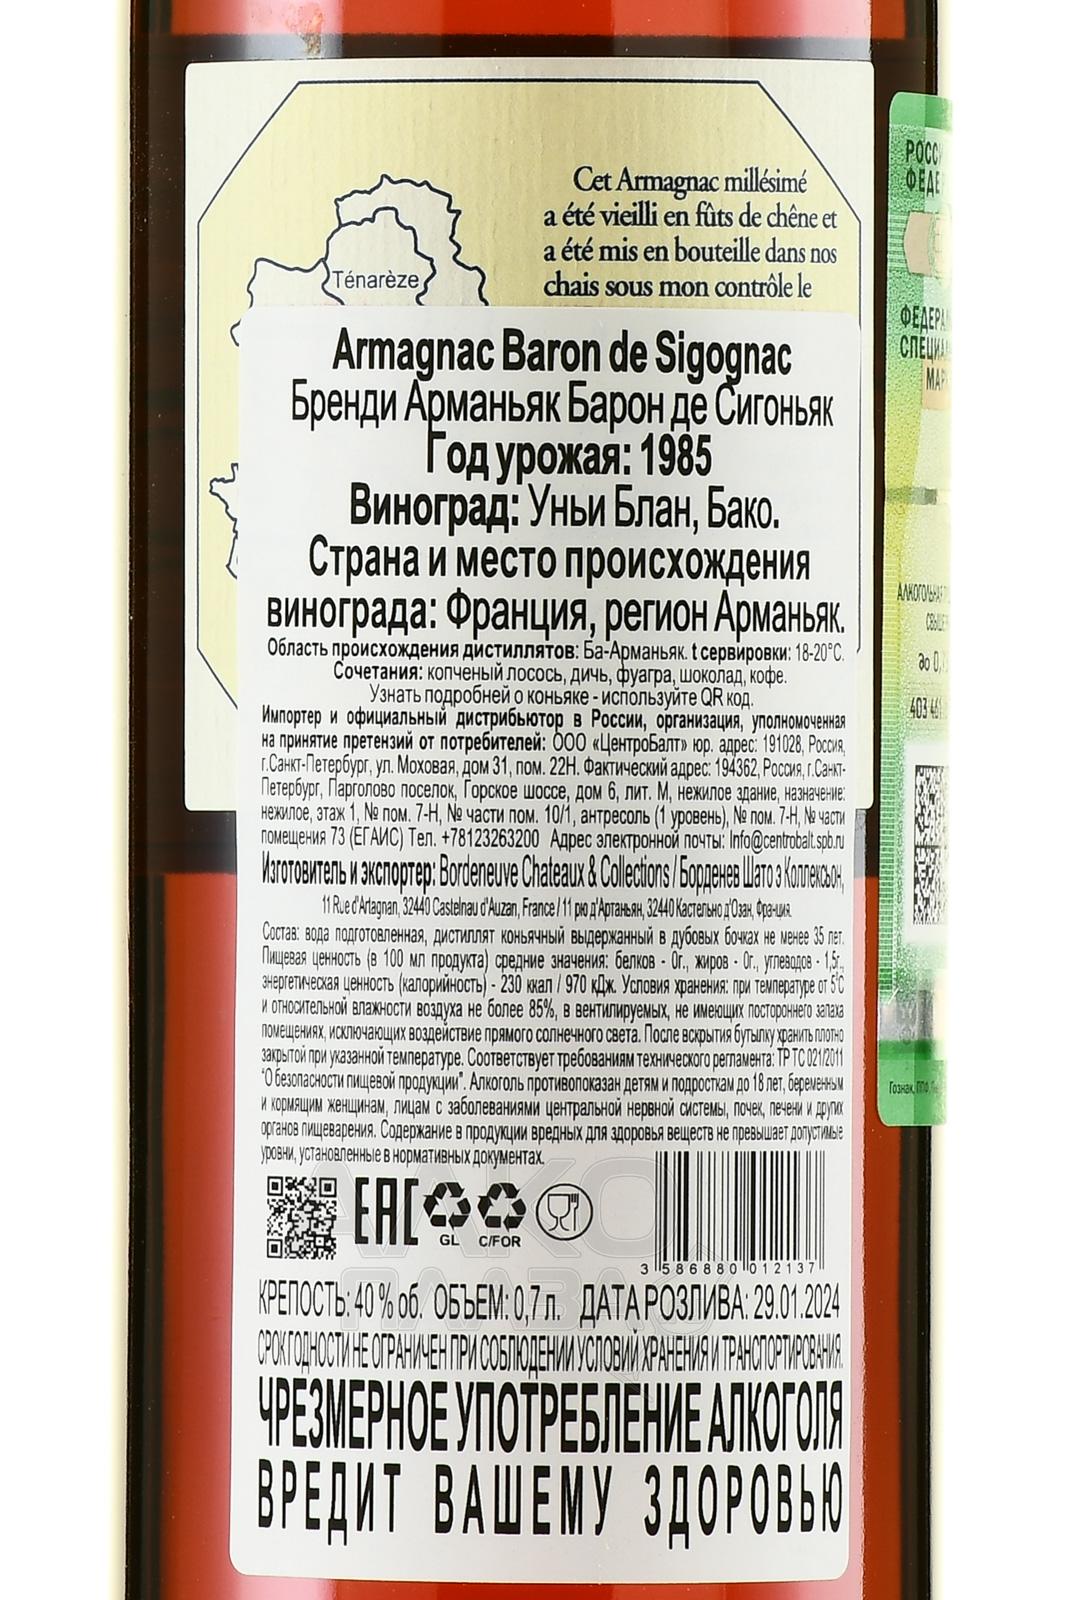 Cet Armagnac millésimé
a été vieilli en fûts de chêne et
a été mis en bouteille dans nos
chais sous mon contrôle le
Ténarèze
Armagnac Baron de Sigognac
Бренди Арманьяк Барон де Сигоньяк
Год урожая: 1985
Виноград: Уньи Блан, Бако.
Страна и место происхождения
винограда: Франция, регион Арманьяк.
Область происхождения дистиллятов: Ба-Арманьяк. t сервировки: 18-20°С.
Сочетания: копченый лосось, дичь, фуагра, шоколад, кофе.
Узнать подробней о коньяке - используйте QR код.
Импортер и официальный дистрибьютор в России, организация, уполномоченная
на принятие претензий от потребителей: ООО «ЦентроБалт» юр. адрес: 191028, Россия,
г.Санкт-Петербург, ул. Моховая, дом 31, пом. 22Н. Фактический адрес: 194362, Россия, г.Санкт-
Петербург, Парголово поселок, Горское шоссе, дом 6, лит. М, нежилое здание, назначение:
нежилое, этаж 1, № пом. 7-Н, № части пом. 10/1, антресоль (1 уровень), № пом. 7-Н, № части
помещения 73 (ЕГАИС) Тел. +78123263200 Адрес электронной почты: Info@centrobalt.spb.ru
Изготовитель и экспортер: Bordeneuve Chateaux & Collections / Борденев Шато э Коллексьон,
11 Rue d'Artagnan, 32440 Castelnau d'Auzan, France / 11 рю д'Артаньян, 32440 Кастельно д'Озан, Франция.
Состав: вода подготовленная, дистиллят коньячный выдержанный в дубовых бочках не менее 35 лет.
Пищевая ценность (в 100 мл продукта) средние значения: белков - 0г., жиров - 0г., углеводов - 1,5г.,
энергетическая ценность (калорийность) - 230 ккал / 970 кДж. Условия хранения: при температуре от 5°С
и относительной влажности воздуха не более 85%, в вентилируемых, не имеющих постороннего запаха
помещениях, исключающих воздействие прямого солнечного света. После вскрытия бутылку хранить плотно
закрытой при указанной температуре. Соответствует требованиям технического регламента: ТР ТС 021/2011
"О безопасности пищевой продукции". Алкоголь противопоказан детям и подросткам до 18 лет, беременным
и кормящим женщинам, лицам с заболеваниями центральной нервной системы, почек, печени и других
органов пищеварения. Содержание в продукции вредных для здоровья веществ не превышает допустимые
уровни, установленные в нормативных документах.
EAC
GL C/FOR
3 586880 012137
КРЕПОСТЬ: 40 % об. ОБЪЕМ: 0,7 л. ДАТА РОЗЛИВА: 29.01.2024
СРОК ГОДНОСТИ НЕ ОГРАНИЧЕН ПРИ СОБЛЮДЕНИИ УСЛОВИЙ ХРАНЕНИЯ И ТРАНСПОРТИРОВАНИЯ.
ЧРЕЗМЕРНОЕ УПОТРЕБЛЕНИЕ АЛКОГОЛЯ
ВРЕДИТ ВАШЕМУ ЗДОРОВЬЮ
до 0,
403
Гознак,